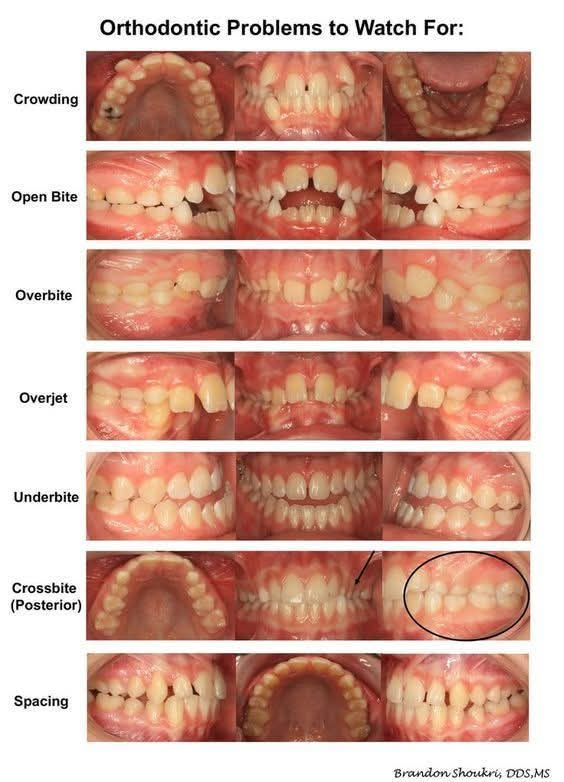 Orthodontic Problems to Watch For:
Crowding
Open Bite
Overbite
Overjet
Underbite
Crossbite
(Posterior)
Spacing
Brandon Shoukri, DDS,MS